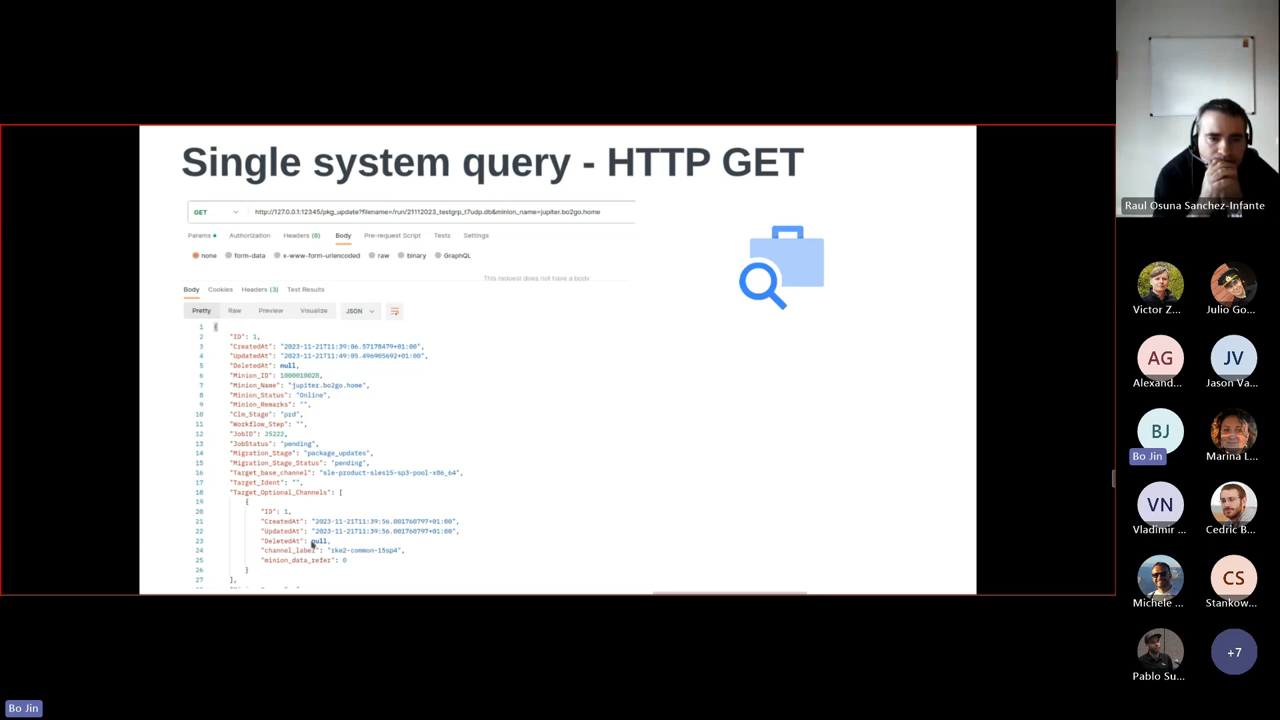 Single system query - HTTP GET
GET http://127.0.0.1:12345/pkg_update?filename=/run/21112023_testgrp_t7udp.db&minion_name=jupiter.bo2go.home
Params Authorization Headers (6) Body Pre-request Script Tests Settings
none form-data x-www-form-urlencoded raw binary GraphQL
This request does not have a body
Body Cookies Headers (3) Test Results
Pretty Raw Preview Visualize JSON
1 {
2 "ID": 1,
3 "CreatedAt": "2023-11-21T11:39:06.57178479+01:00",
4 "UpdatedAt": "2023-11-21T11:49:05.496905692+01:00",
5 "DeletedAt": null,
6 "Minion_ID": 1000010028,
7 "Minion_Name": "jupiter.bo2go.home",
8 "Minion_Status": "Online",
9 "Minion_Remarks": "",
10 "Clm_Stage": "prd",
11 "Workflow_Step": "",
12 "JobID": 25222,
13 "JobStatus": "pending",
14 "Migration_Stage": "package_updates",
15 "Migration_Stage_Status": "pending",
16 "Target_base_channel": "sle-product-sles15-sp3-pool-x86_64",
17 "Target_Ident": "",
18 "Target_Optional_Channels": [
19 {
20 "ID": 1,
21 "CreatedAt": "2023-11-21T11:39:56.001760797+01:00",
22 "UpdatedAt": "2023-11-21T11:39:56.001760797+01:00",
23 "DeletedAt": null,
24 "channel_label": "rke2-common-15sp4",
25 "minion_data_refer": 0
26 }
27 ],
Raul Osuna Sanchez-Infante
Victor Z... Julio Go...
AG JV
Alexand... Jason Va...
BJ
Bo Jin Marina L...
VN
Vladimir ... Cedric B...
CS
Michele ... Stankow...
+7
Pablo Su...
Bo Jin